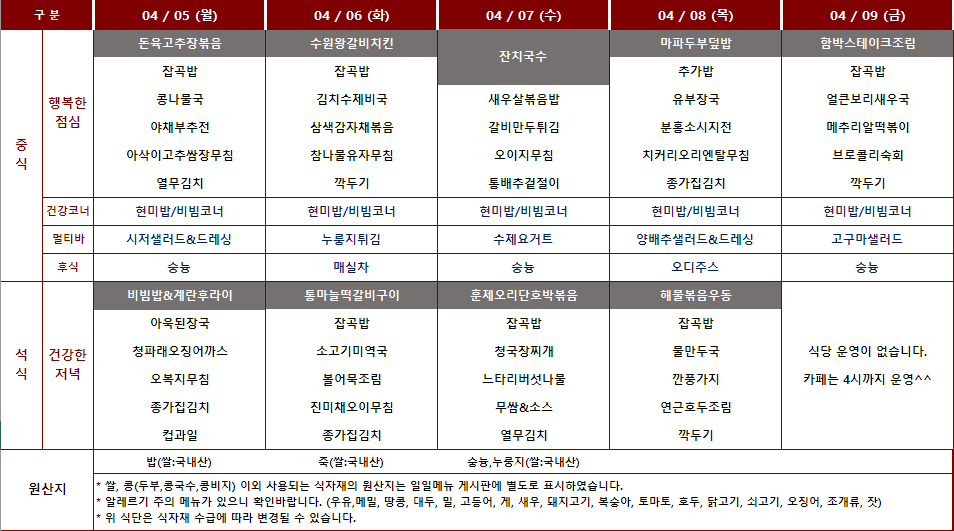 구 분 04 / 05 (월) 04 / 06 (화) 04 / 07 (수) 04 / 08 (목) 04 / 09 (금)
중식
행복한 점심
돈육고추장볶음 수원왕갈비치킨 잔치국수 마파두부덮밥 함박스테이크조림
잡곡밥 잡곡밥 추가밥 잡곡밥
콩나물국 김치수제비국 새우살볶음밥 유부장국 얼큰보리새우국
야채부추전 삼색감자채볶음 갈비만두튀김 분홍소시지전 메추리알떡볶이
아삭이고추쌈장무침 참나물유자무침 오이지무침 치커리오리엔탈무침 브로콜리숙회
열무김치 깍두기 통배추겉절이 종가집김치 깍두기
건강코너 현미밥/비빔코너 현미밥/비빔코너 현미밥/비빔코너 현미밥/비빔코너 현미밥/비빔코너
멀티바 시저샐러드&드레싱 누룽지튀김 수제요거트 양배추샐러드&드레싱 고구마샐러드
후식 숭늉 매실차 숭늉 오디주스 숭늉
석식
건강한 저녁
비빔밥&계란후라이 통마늘떡갈비구이 훈제오리단호박볶음 해물볶음우동
아욱된장국 잡곡밥 잡곡밥 잡곡밥
청파래오징어까스 소고기미역국 청국장찌개 물만두국 식당 운영이 없습니다.
오복지무침 볼어묵조림 느타리버섯나물 깐풍가지 카페는 4시까지 운영^^
종가집김치 진미채오이무침 무쌈&소스 연근호두조림
컵과일 종가집김치 열무김치 깍두기
원산지
밥(쌀:국내산) 죽(쌀:국내산) 숭늉,누룽지(쌀:국내산)
* 쌀, 콩(두부,콩국수,콩비지) 이외 사용되는 식자재의 원산지는 일일메뉴 게시판에 별도로 표시하였습니다.
* 알레르기 주의 메뉴가 있으니 확인바랍니다. (우유,메밀, 땅콩, 대두, 밀, 고등어, 게, 새우, 돼지고기, 복숭아, 토마토, 호두, 닭고기, 쇠고기, 오징어, 조개류, 잣)
* 위 식단은 식자재 수급에 따라 변경될 수 있습니다.